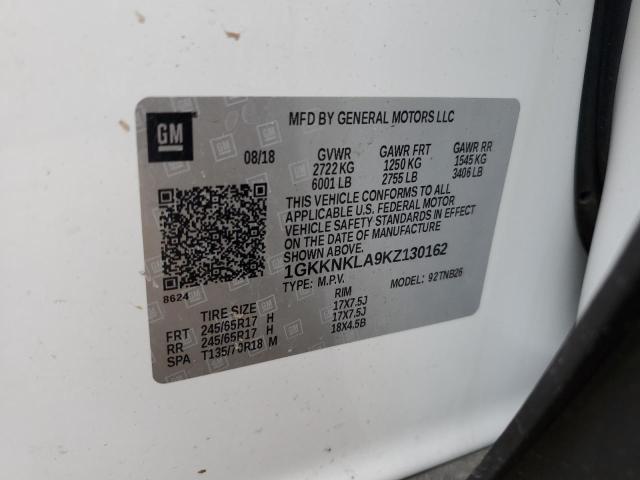 GM
MFD BY GENERAL MOTORS LLC
08/18 GVWR GAWR FRT GAWR RR
2722 KG 1250 KG 1545 KG
6001 LB 2755 LB 3406 LB
THIS VEHICLE CONFORMS TO ALL
APPLICABLE U.S. FEDERAL MOTOR
VEHICLE SAFETY STANDARDS IN EFFECT
ON THE DATE OF MANUFACTURE
SHOWN ABOVE.
1GKKNKLA9KZ130162
TYPE: M.P.V. MODEL: 92TNB26
8624
TIRE SIZE RIM
FRT 245/65R17 H 17X7.5J
RR 245/65R17 H 17X7.5J
SPA T135/70R18 M 18X4.5B